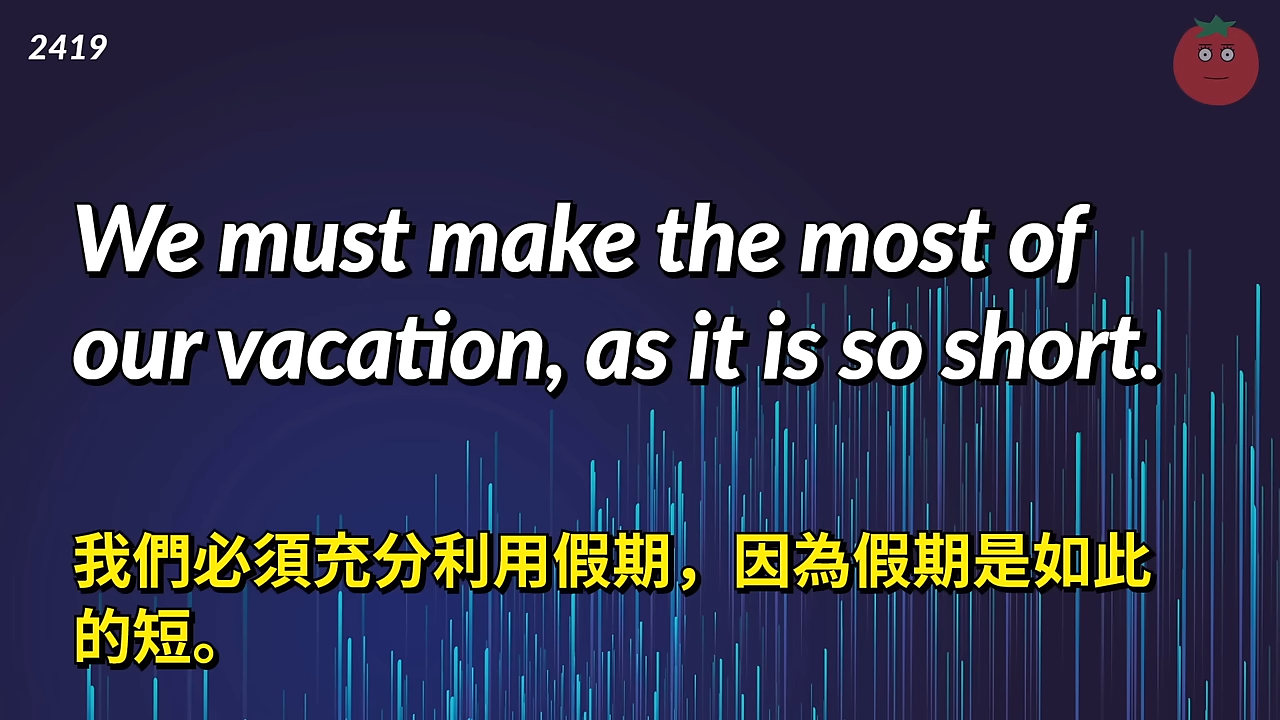 2419
We must make the most of
our vacation, as it is so short.
我們必須充分利用假期，因為假期是如此
的短。